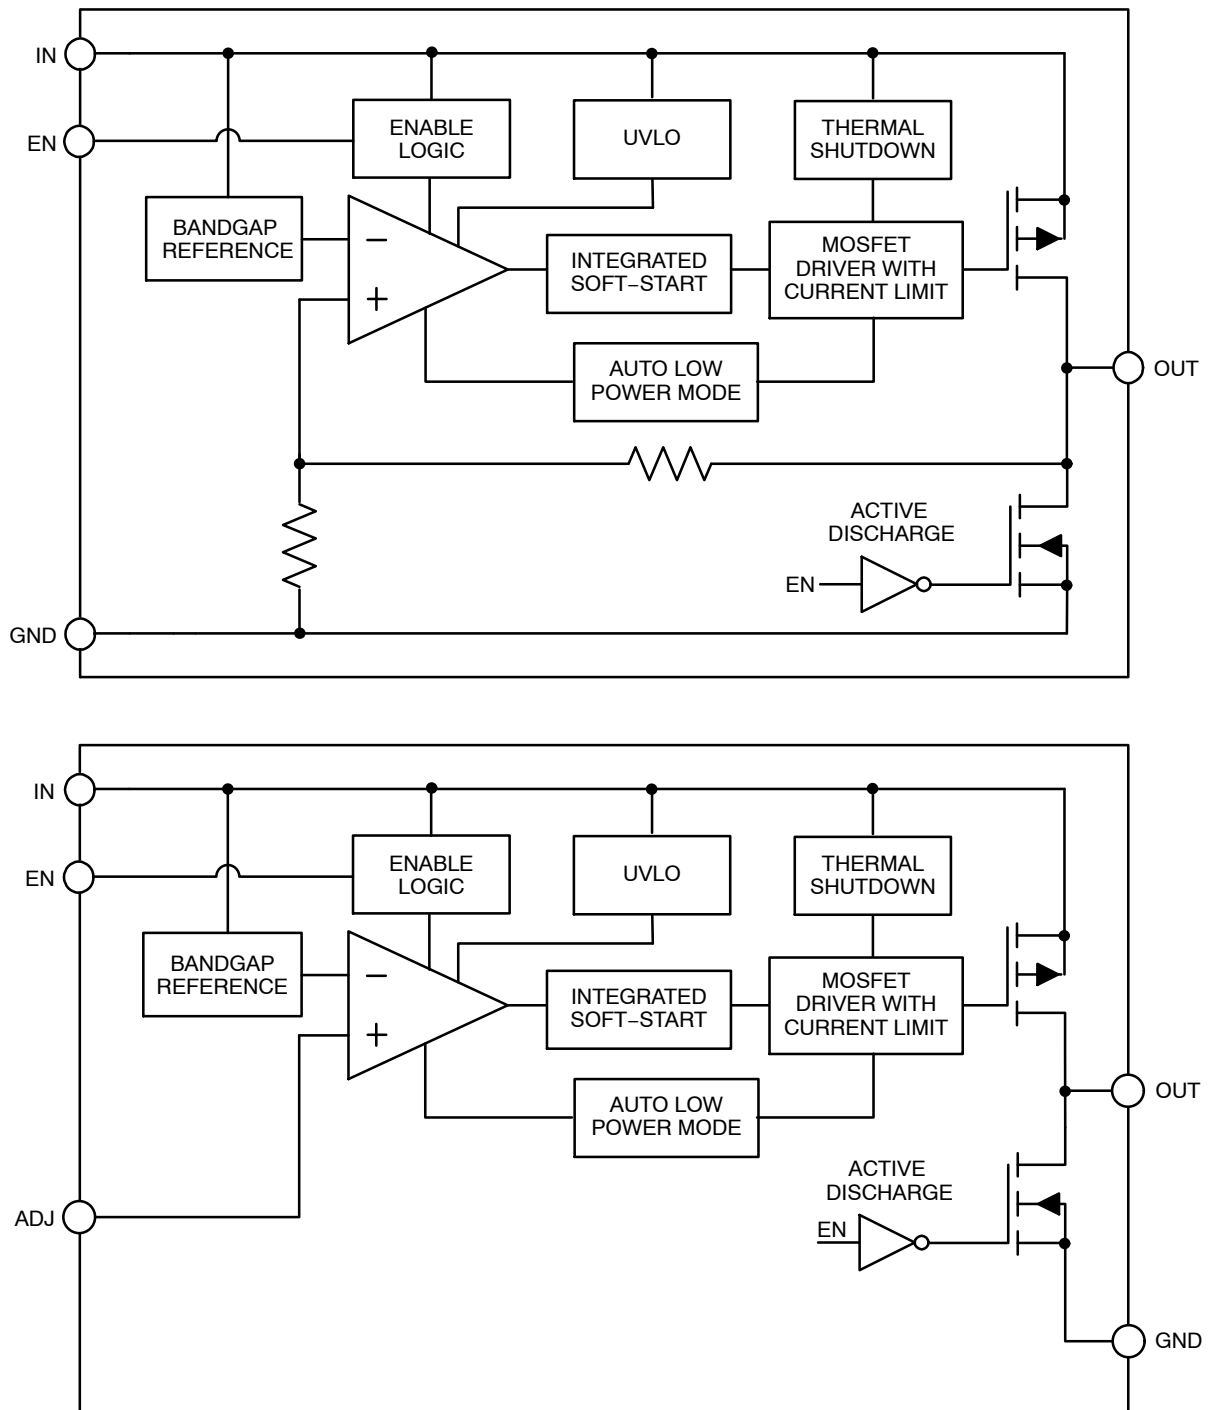 IN
EN
ENABLE
LOGIC
UVLO
THERMAL
SHUTDOWN
BANDGAP
REFERENCE
−
+
INTEGRATED
SOFT−START
MOSFET
DRIVER WITH
CURRENT LIMIT
AUTO LOW
POWER MODE
OUT
ACTIVE
DISCHARGE
EN
GND
IN
EN
ENABLE
LOGIC
UVLO
THERMAL
SHUTDOWN
BANDGAP
REFERENCE
−
+
INTEGRATED
SOFT−START
MOSFET
DRIVER WITH
CURRENT LIMIT
AUTO LOW
POWER MODE
OUT
ACTIVE
DISCHARGE
ADJ
EN
GND